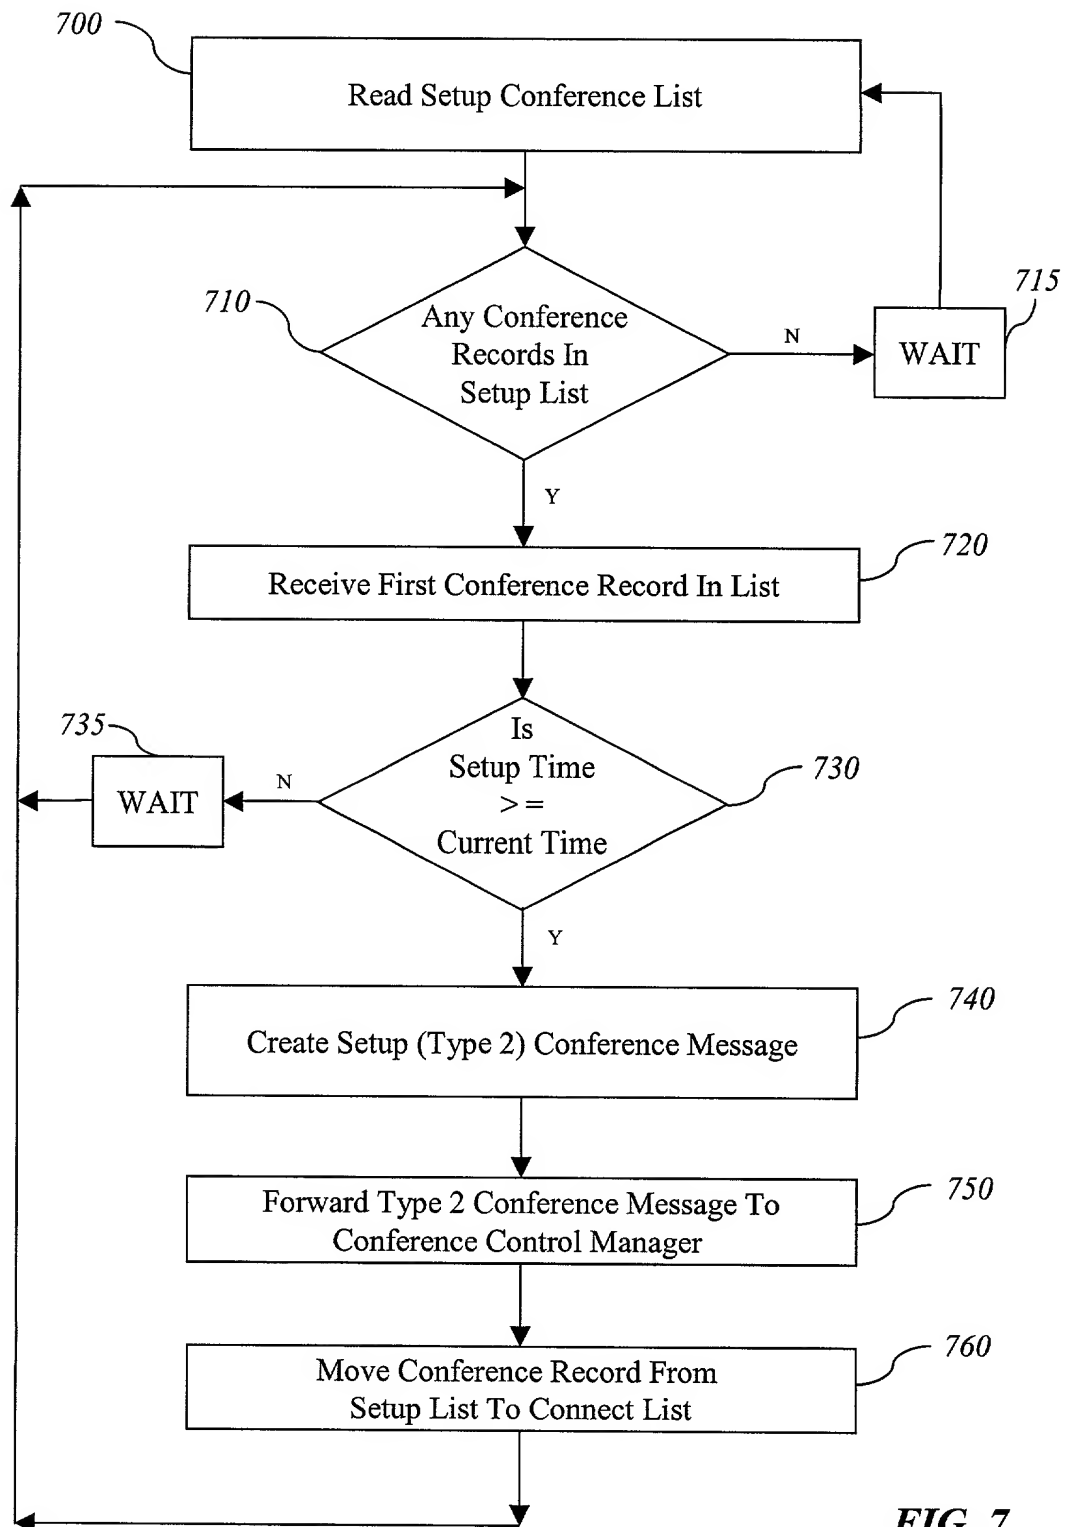 700
Read Setup Conference List
710
Any Conference
Records In
Setup List
N
715
WAIT
Y
720
Receive First Conference Record In List
735
WAIT
N
Is
Setup Time
> =
Current Time
730
Y
740
Create Setup (Type 2) Conference Message
750
Forward Type 2 Conference Message To
Conference Control Manager
760
Move Conference Record From
Setup List To Connect List
FIG. 7